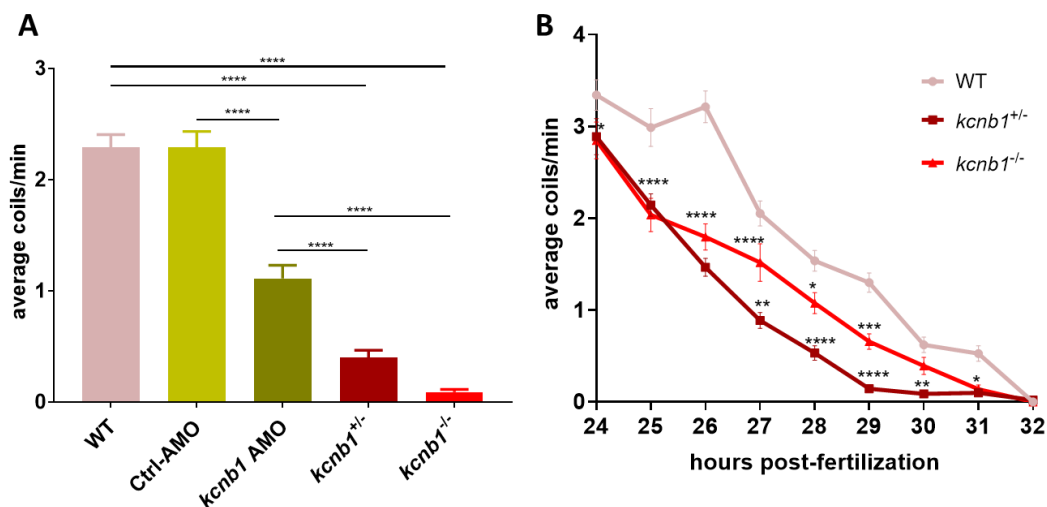 A
average coils/min
3
2
1
0
****
****
****
****
****
WT
Ctrl-AMO
kcnb1 AMO
kcnb1+/-
kcnb1-/-
B
average coils/min
4
3
2
1
0
WT
kcnb1+/-
kcnb1-/-
*
****
****
****
**
*
****
***
****
**
*
24 25 26 27 28 29 30 31 32
hours post-fertilization